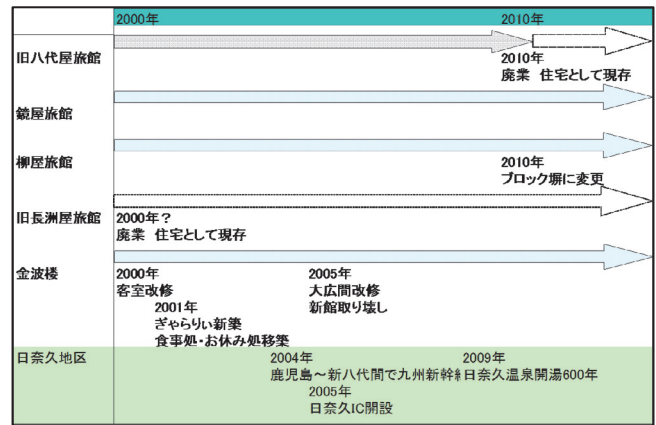 2000年 2010年
旧八代屋旅館
2010年
廃業 住宅として現存
鏡屋旅館
柳屋旅館
2010年
ブロック塀に変更
旧長洲屋旅館
2000年？
廃業 住宅として現存
金波楼
2000年
客室改修
2001年
ぎゃらりい新築
食事処・お休み処移築
2005年
大広間改修
新館取り壊し
日奈久地区
2004年
鹿児島～新八代間で九州新幹
2005年
日奈久IC開設
2009年
日奈久温泉開湯600年